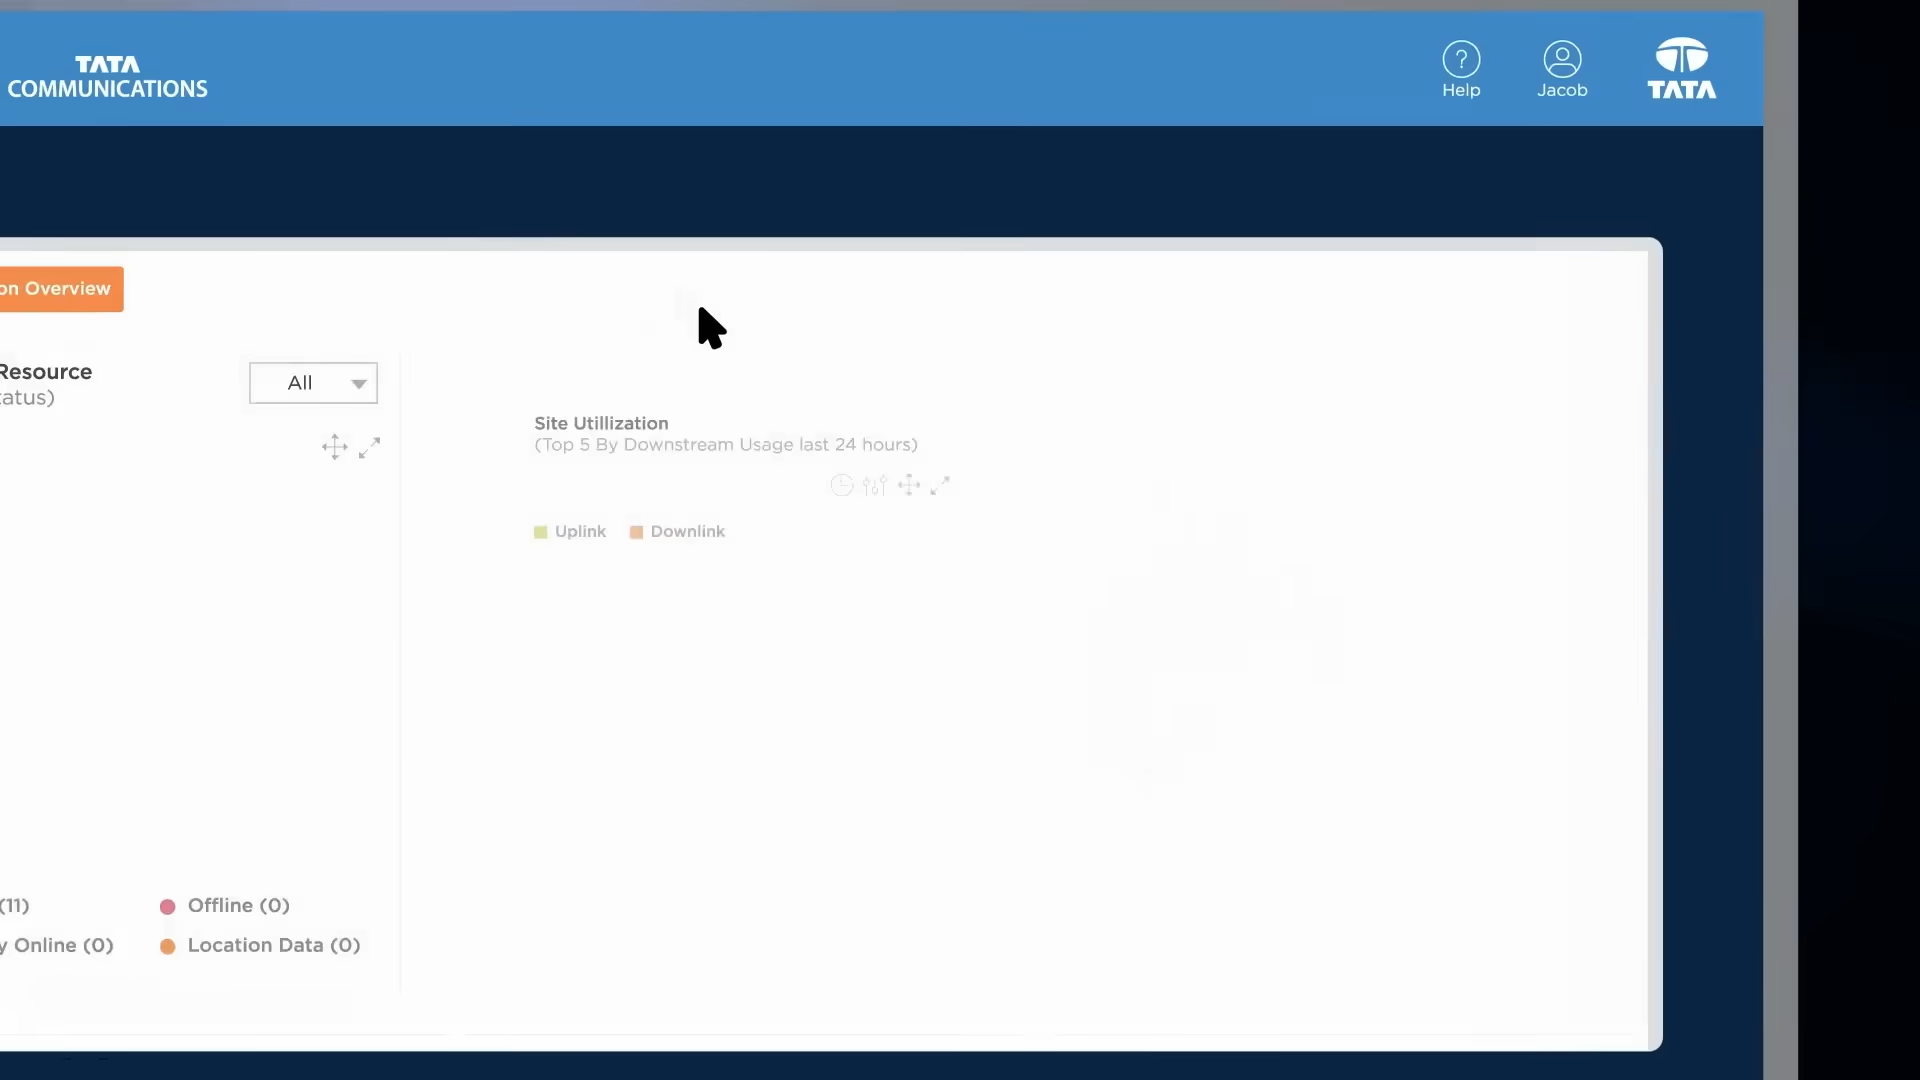 TATA
COMMUNICATIONS
Help
Jacob
TATA
on Overview
Resource
tatus)
All
Site Utillization
(Top 5 By Downstream Usage last 24 hours)
Uplink
Downlink
(11)
Offline (0)
y Online (0)
Location Data (0)